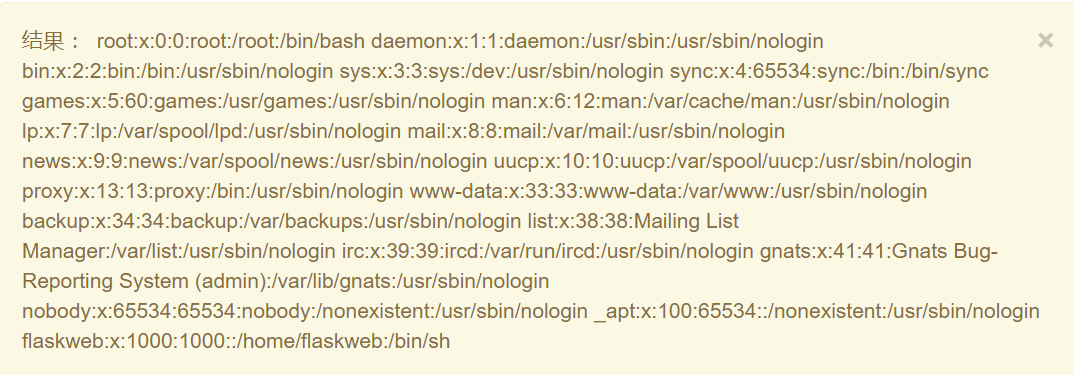 结果： root:x:0:0:root:/root:/bin/bash daemon:x:1:1:daemon:/usr/sbin:/usr/sbin/nologin
bin:x:2:2:bin:/bin:/usr/sbin/nologin sys:x:3:3:sys:/dev:/usr/sbin/nologin sync:x:4:65534:sync:/bin:/bin/sync
games:x:5:60:games:/usr/games:/usr/sbin/nologin man:x:6:12:man:/var/cache/man:/usr/sbin/nologin
lp:x:7:7:lp:/var/spool/lpd:/usr/sbin/nologin mail:x:8:8:mail:/var/mail:/usr/sbin/nologin
news:x:9:9:news:/var/spool/news:/usr/sbin/nologin uucp:x:10:10:uucp:/var/spool/uucp:/usr/sbin/nologin
proxy:x:13:13:proxy:/bin:/usr/sbin/nologin www-data:x:33:33:www-data:/var/www:/usr/sbin/nologin
backup:x:34:34:backup:/var/backups:/usr/sbin/nologin list:x:38:38:Mailing List
Manager:/var/list:/usr/sbin/nologin irc:x:39:39:ircd:/var/run/ircd:/usr/sbin/nologin gnats:x:41:41:Gnats Bug-
Reporting System (admin):/var/lib/gnats:/usr/sbin/nologin
nobody:x:65534:65534:nobody:/nonexistent:/usr/sbin/nologin _apt:x:100:65534::/nonexistent:/usr/sbin/nologin
flaskweb:x:1000:1000::/home/flaskweb:/bin/sh